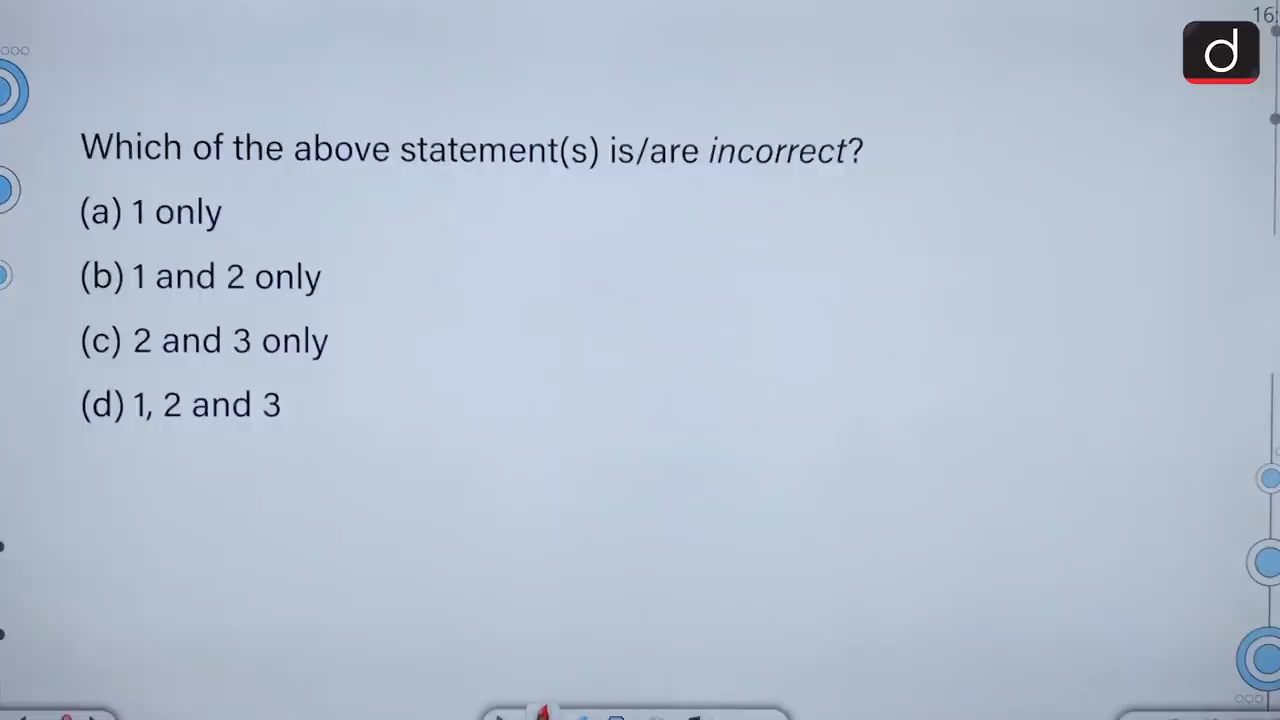 16
d
Which of the above statement(s) is/are incorrect?
(a) 1 only
(b) 1 and 2 only
(c) 2 and 3 only
(d) 1, 2 and 3